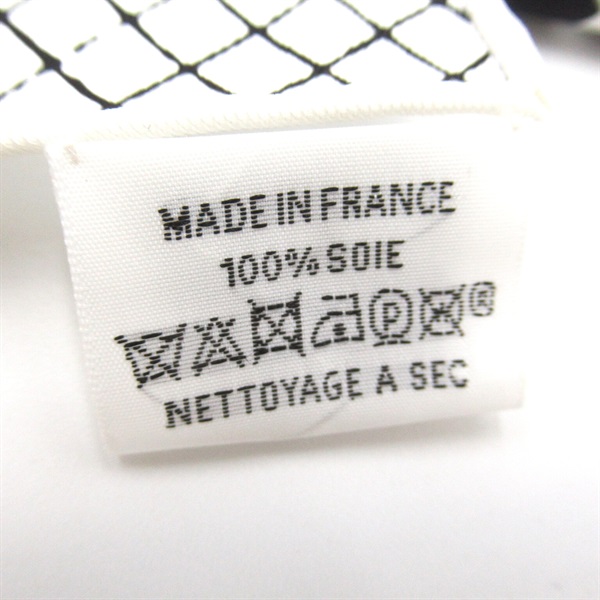 MADE IN FRANCE
100% SOIE
P ®
NETTOYAGE A SEC